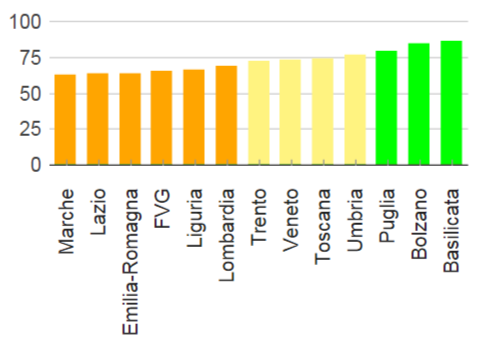 100
75
50
25
0
Marche
Lazio
Emilia-Romagna
FVG
Liguria
Lombardia
Trento
Veneto
Toscana
Umbria
Puglia
Bolzano
Basilicata